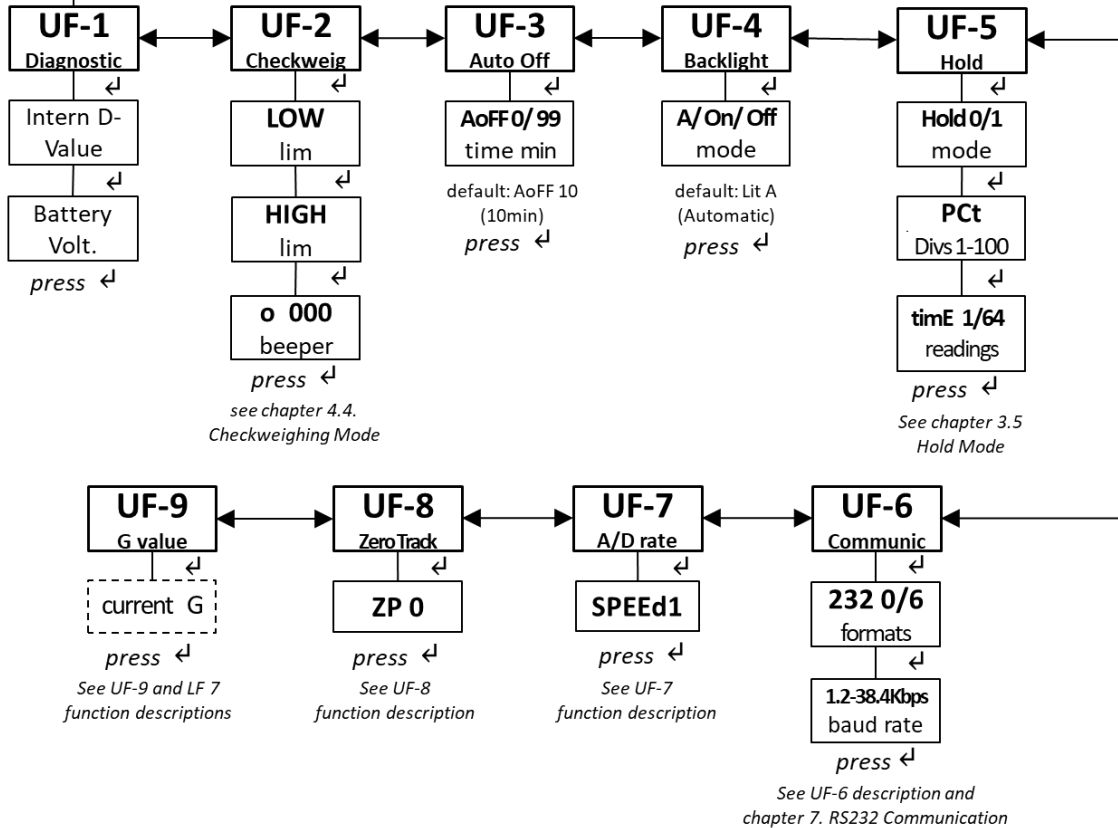 UF-1
Diagnostic
↵
Intern D-
Value
↵
Battery
Volt.
press ↵
UF-2
Checkweig
↵
LOW
lim
↵
HIGH
lim
↵
o 000
beeper
press ↵
see chapter 4.4.
Checkweighing Mode
UF-3
Auto Off
↵
AoFF 0/ 99
time min
default: AoFF 10
(10min)
press ↵
UF-4
Backlight
↵
A/ On/ Off
mode
default: Lit A
(Automatic)
press ↵
UF-5
Hold
↵
Hold 0/1
mode
↵
PCt
Divs 1-100
↵
timE 1/64
readings
press ↵
See chapter 3.5
Hold Mode
UF-9
G value
↵
current G
press ↵
See UF-9 and LF 7
function descriptions
UF-8
Zero Track
↵
ZP 0
press ↵
See UF-8
function description
UF-7
A/D rate
↵
SPEEd1
press ↵
See UF-7
function description
UF-6
Communic
↵
232 0/6
formats
↵
1.2-38.4Kbps
baud rate
press ↵
See UF-6 description and
chapter 7. RS232 Communication